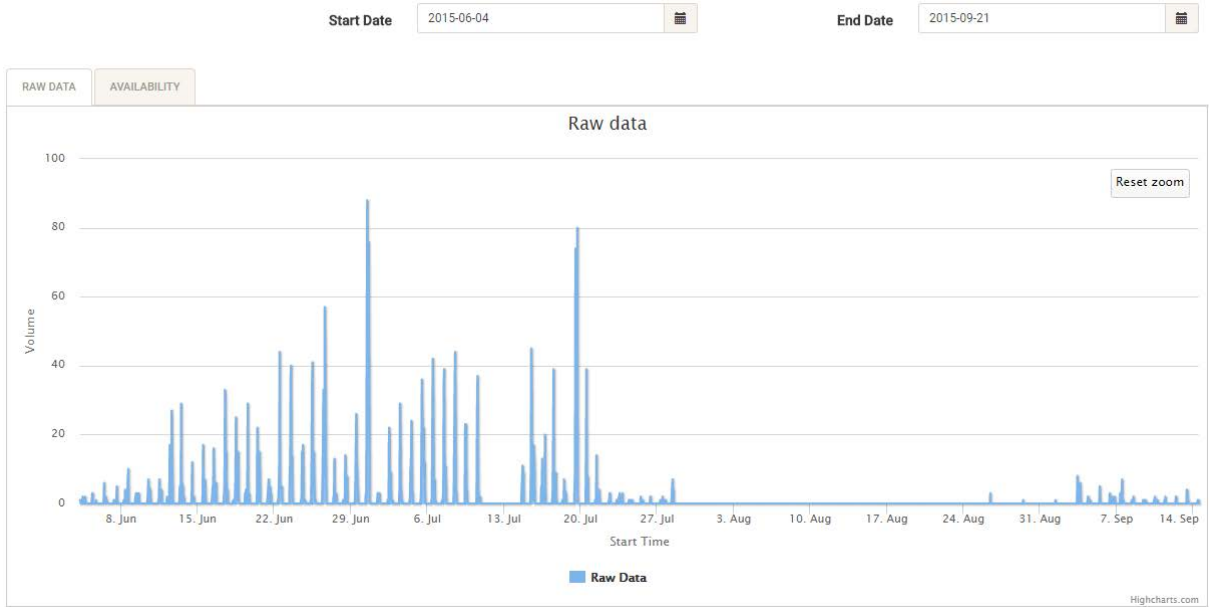 Start Date 2015-06-04 End Date 2015-09-21
RAW DATA AVAILABILITY
Raw data
Reset zoom
100
80
60
40
20
0
Volume
8. Jun 15. Jun 22. Jun 29. Jun 6. Jul 13. Jul 20. Jul 27. Jul 3. Aug 10. Aug 17. Aug 24. Aug 31. Aug 7. Sep 14. Sep
Start Time
Raw Data
Highcharts.com